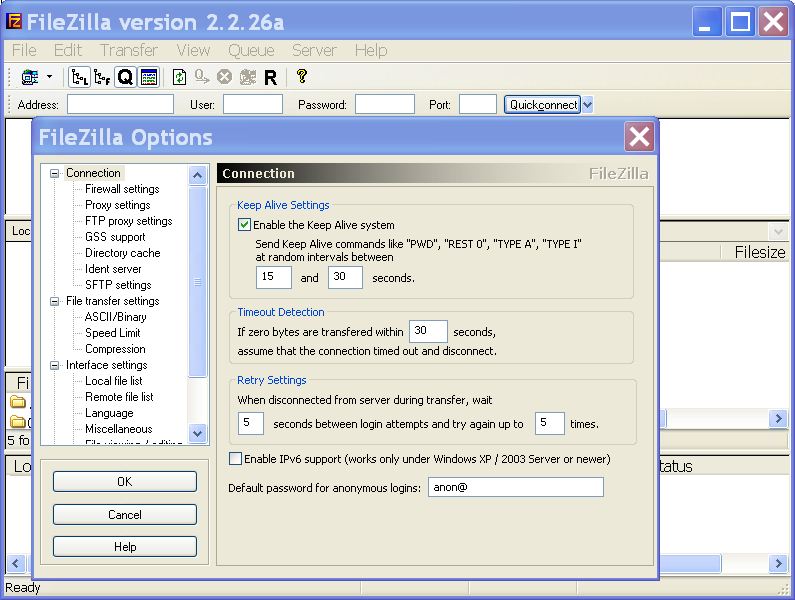 FileZilla version 2.2.26a
File Edit Transfer View Queue Server Help
L F Q R ?
Address: User: Password: Port: Quickconnect
FileZilla Options
Connection
Firewall settings
Proxy settings
FTP proxy settings
GSS support
Directory cache
Ident server
SFTP settings
File transfer settings
ASCII/Binary
Speed Limit
Compression
Interface settings
Local file list
Remote file list
Language
Miscellaneous
File viewing / editing
OK
Cancel
Help
Connection FileZilla
Keep Alive Settings
Enable the Keep Alive system
Send Keep Alive commands like "PWD", "REST 0", "TYPE A", "TYPE I"
at random intervals between
15 and 30 seconds.
Timeout Detection
If zero bytes are transfered within 30 seconds,
assume that the connection timed out and disconnect.
Retry Settings
When disconnected from server during transfer, wait
5 seconds between login attempts and try again up to 5 times.
Enable IPv6 support (works only under Windows XP / 2003 Server or newer)
Default password for anonymous logins: anon@
Loc
Filesize
Fi
5 fo
Lo
tatus
Ready